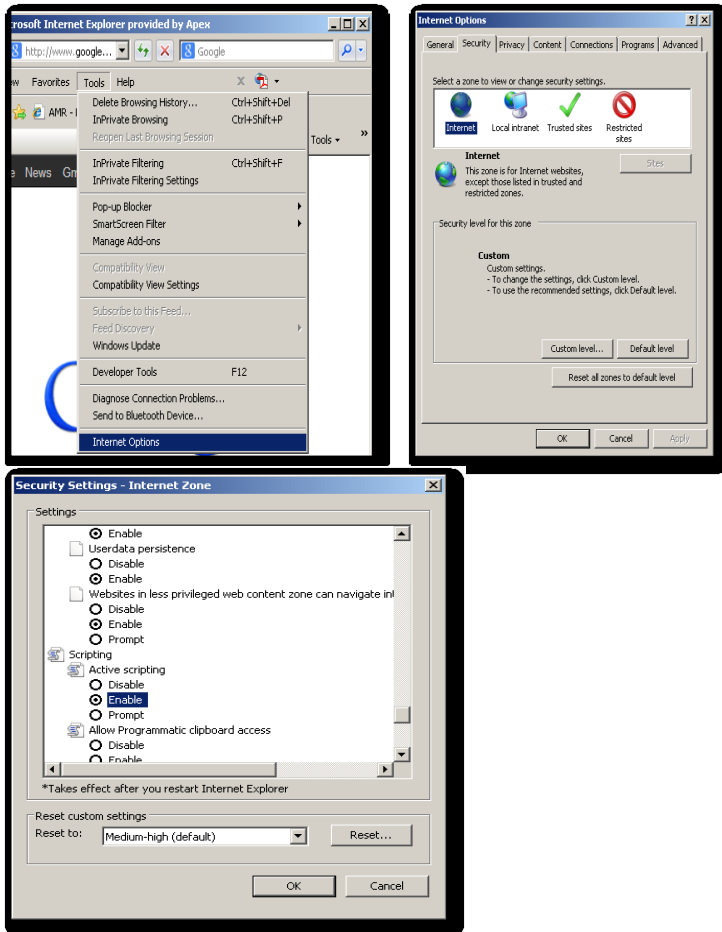 rosoft Internet Explorer provided by Apex
http://www.google...
Google
w Favorites Tools Help
AMR -
Tools
»
News Gm
Delete Browsing History... Ctrl+Shift+Del
InPrivate Browsing Ctrl+Shift+P
Reopen Last Browsing Session
InPrivate Filtering Ctrl+Shift+F
InPrivate Filtering Settings
Pop-up Blocker
SmartScreen Filter
Manage Add-ons
Compatibility View
Compatibility View Settings
Subscribe to this Feed...
Feed Discovery
Windows Update
Developer Tools F12
Diagnose Connection Problems...
Send to Bluetooth Device...
Internet Options
Internet Options
General Security Privacy Content Connections Programs Advanced
Select a zone to view or change security settings.
Internet Local intranet Trusted sites Restricted
sites
Internet
Sites
This zone is for Internet websites,
except those listed in trusted and
restricted zones.
Security level for this zone
Custom
Custom settings.
- To change the settings, click Custom level.
- To use the recommended settings, click Default level.
Custom level... Default level
Reset all zones to default level
OK Cancel Apply
Security Settings - Internet Zone
Settings
Enable
Userdata persistence
Disable
Enable
Websites in less privileged web content zone can navigate int
Disable
Enable
Prompt
Scripting
Active scripting
Disable
Enable
Prompt
Allow Programmatic clipboard access
Disable
Enable
*Takes effect after you restart Internet Explorer
Reset custom settings
Reset to: Medium-high (default) Reset...
OK Cancel